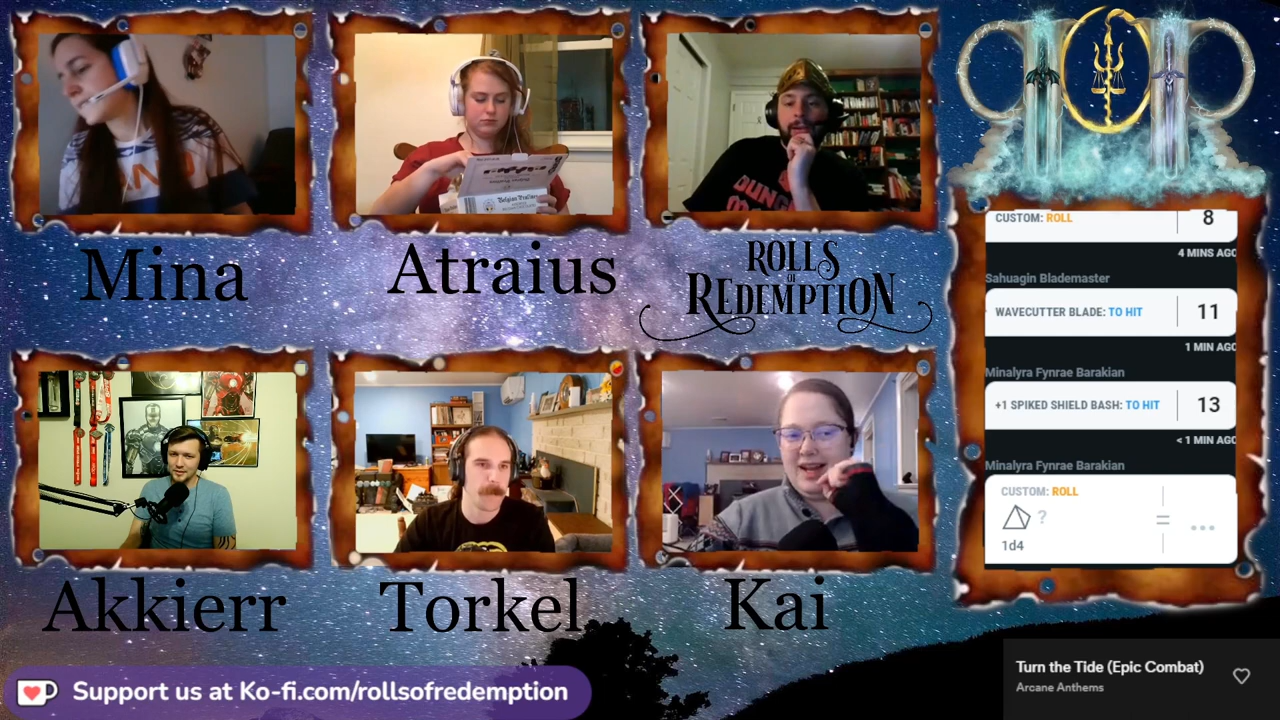 Mina
Atraius
ROLLS
OF
REDEMPTION
Akkierr
Torkel
Kai
CUSTOM: ROLL
8
4 MINS AGO
Sahuagin Blademaster
WAVECUTTER BLADE: TO HIT
11
1 MIN AGO
Minalyra Fynrae Barakian
+1 SPIKED SHIELD BASH: TO HIT
13
< 1 MIN AGO
Minalyra Fynrae Barakian
CUSTOM: ROLL
? = ...
1d4
Support us at Ko-fi.com/rollsofredemption
Turn the Tide (Epic Combat)
Arcane Anthems